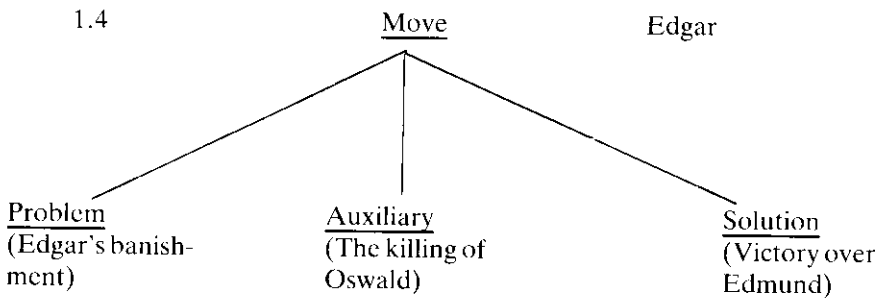 1.4 Move Edgar
Problem Auxiliary Solution
(Edgar's banish- (The killing of (Victory over
ment) Oswald) Edmund)